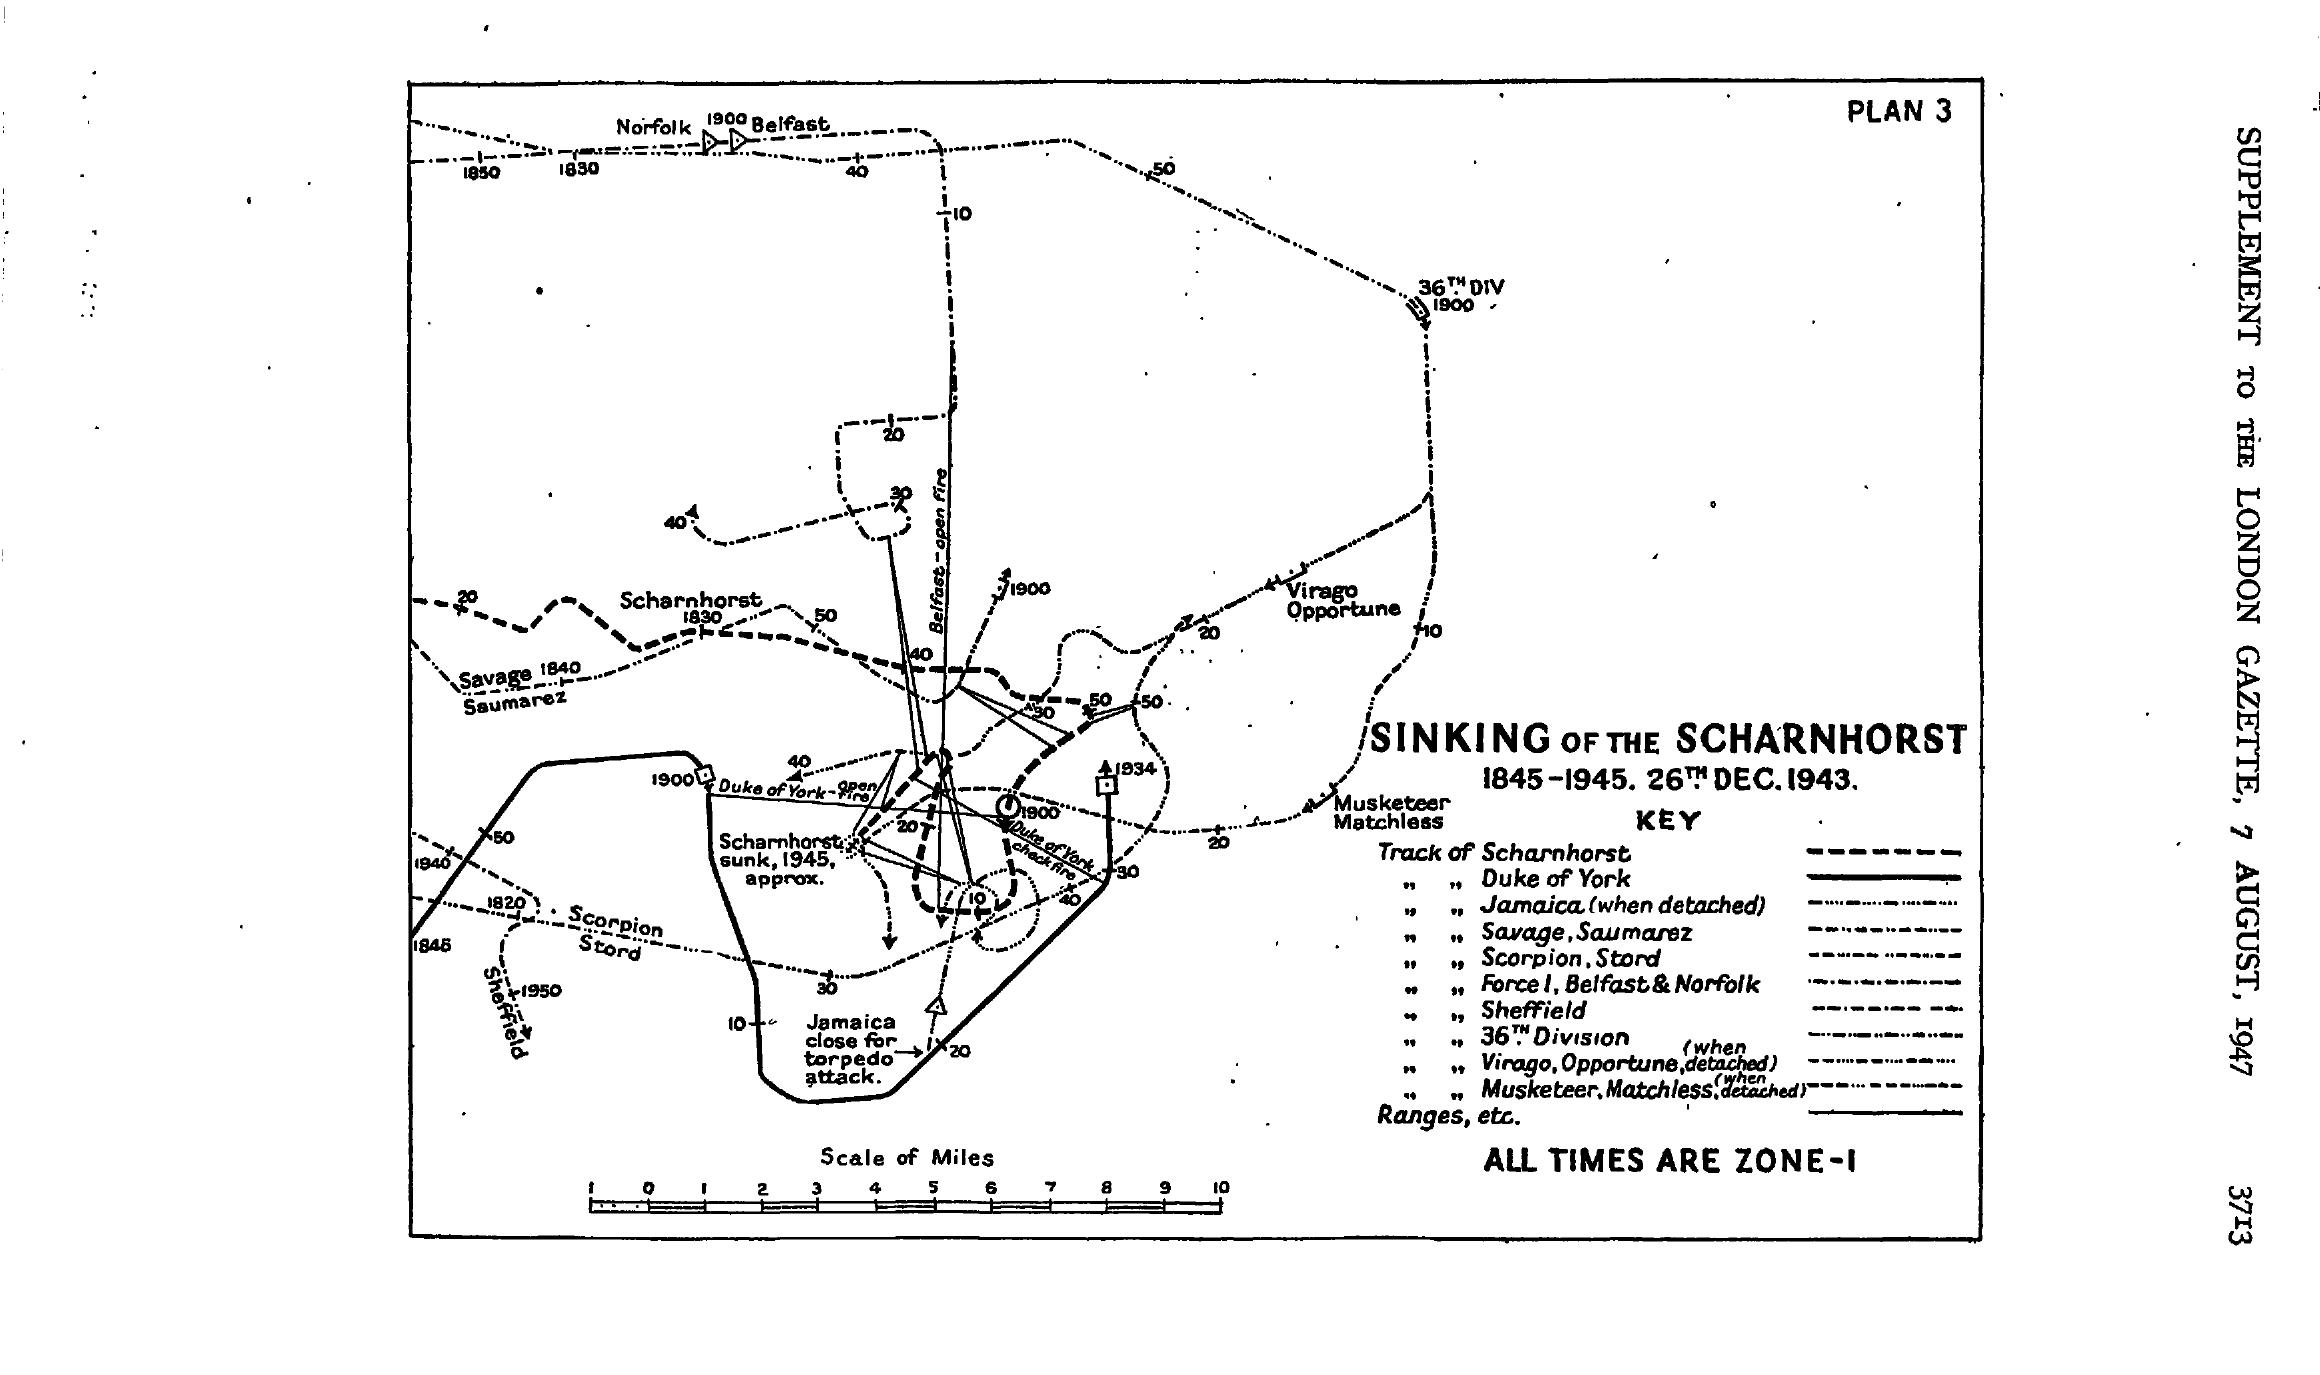 PLAN 3
Norfolk 1900 Belfast
1850 1830 40 50
10
36TH DIV
1900
20
30
40
Belfast - open fire
1900
Virago
Opportune
20
10
20 Scharnhorst
1830 50
40
Savage 1840
Saumarez
50 50
30
1900
Duke of York - open
fire
40
1934
1900
Duke of York
check fire
Musketeer
Matchless
20
Scharnhorst
sunk, 1945,
approx.
20
10
40
30
50
1940
1820
Scorpion
Stord
1845
Sheffield
1950
30
10
Jamaica
close for
torpedo
attack.
20
SINKING OF THE SCHARNHORST
1845-1945. 26TH DEC. 1943.
KEY
Track of Scharnhorst
" " Duke of York
" " Jamaica (when detached)
" " Savage, Saumarez
" " Scorpion, Stord
" " Force 1, Belfast & Norfolk
" " Sheffield
" " 36TH Division
" " Virago, Opportune, (when detached)
" " Musketeer, Matchless, (when detached)
Ranges, etc.
ALL TIMES ARE ZONE -1
Scale of Miles
1 0 1 2 3 4 5 6 7 8 9 10
SUPPLEMENT TO THE LONDON GAZETTE, 7 AUGUST, 1947 3713